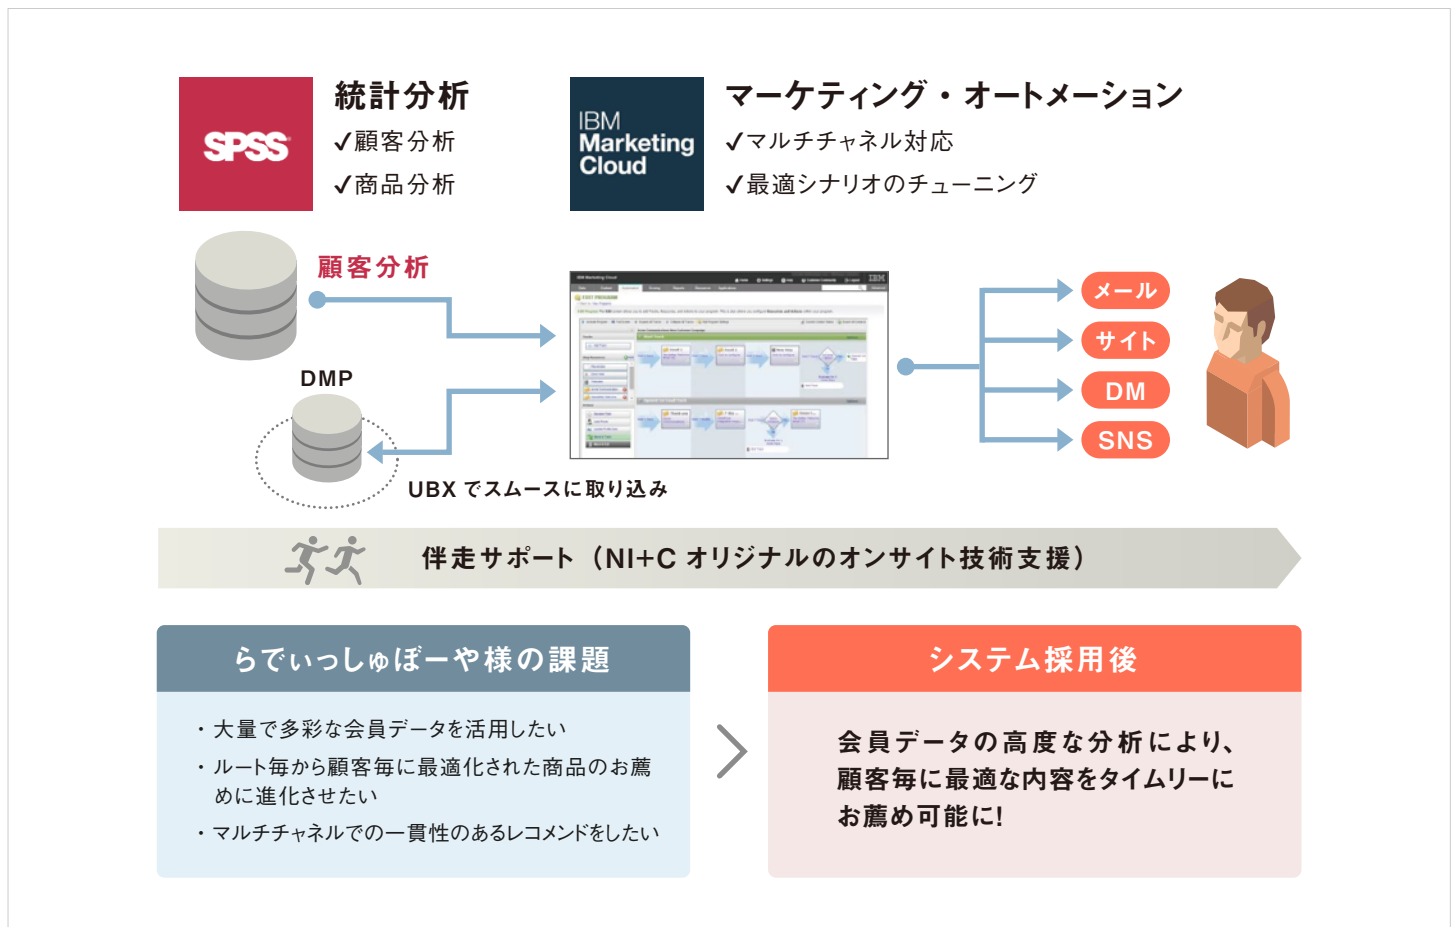 SPSS
統計分析
✓顧客分析
✓商品分析
IBM
Marketing
Cloud
マーケティング・オートメーション
✓マルチチャネル対応
✓最適シナリオのチューニング
顧客分析
DMP
UBX でスムースに取り込み
IBM Marketing Cloud
IBM
メール
サイト
DM
SNS
伴走サポート（NI+C オリジナルのオンサイト技術支援）
らでぃっしゅぼーや様の課題
・大量で多彩な会員データを活用したい
・ルート毎から顧客毎に最適化された商品のお薦
めに進化させたい
・マルチチャネルでの一貫性のあるレコメンドをしたい
システム採用後
会員データの高度な分析により、
顧客毎に最適な内容をタイムリーに
お薦め可能に!